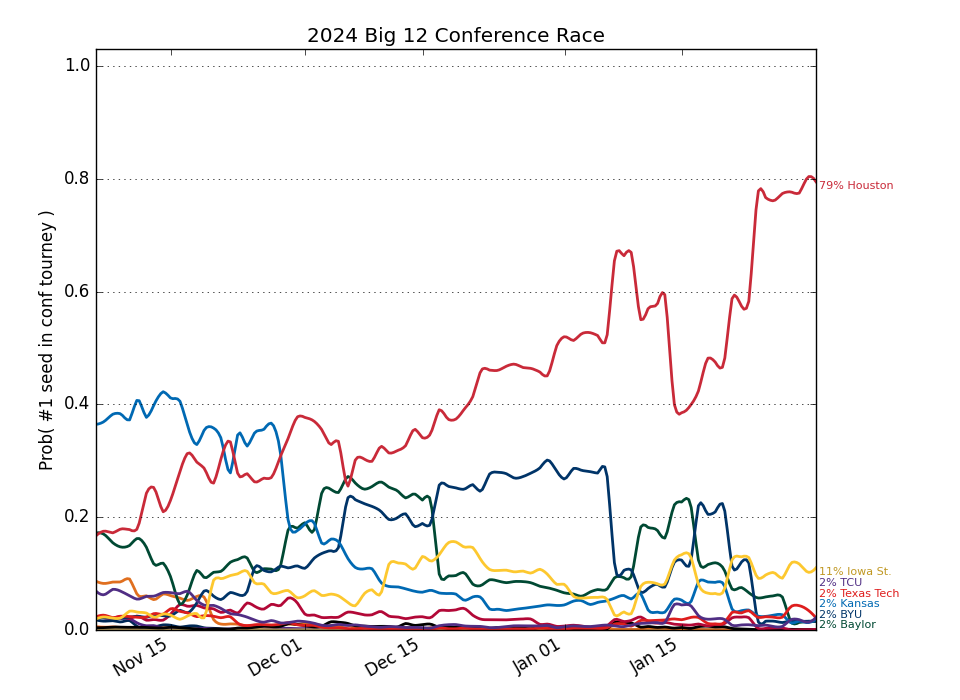 2024 Big 12 Conference Race
Prob( #1 seed in conf tourney )
1.0
0.8
0.6
0.4
0.2
0.0
Nov 15
Dec 01
Dec 15
Jan 01
Jan 15
79% Houston
11% Iowa St.
2% TCU
2% Texas Tech
2% Kansas
2% BYU
2% Baylor